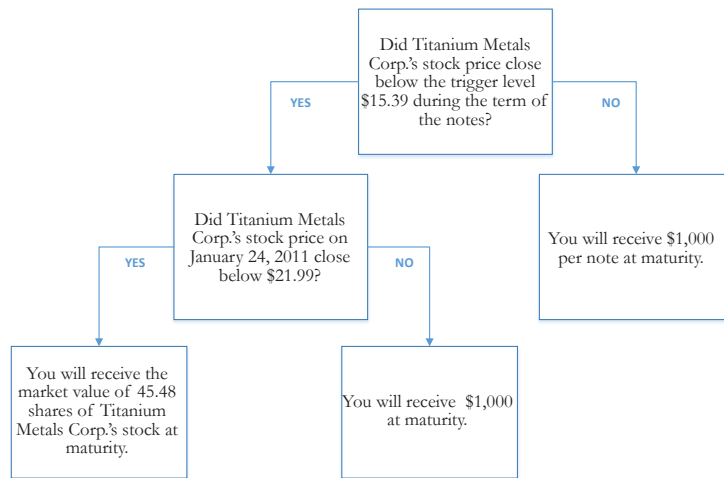 Did Titanium Metals
Corp.'s stock price close
below the trigger level
$15.39 during the term of
the notes?
YES
NO
Did Titanium Metals
Corp.'s stock price on
January 24, 2011 close
below $21.99?
You will receive $1,000
per note at maturity.
YES
NO
You will receive the
market value of 45.48
shares of Titanium
Metals Corp.'s stock at
maturity.
You will receive $1,000
at maturity.